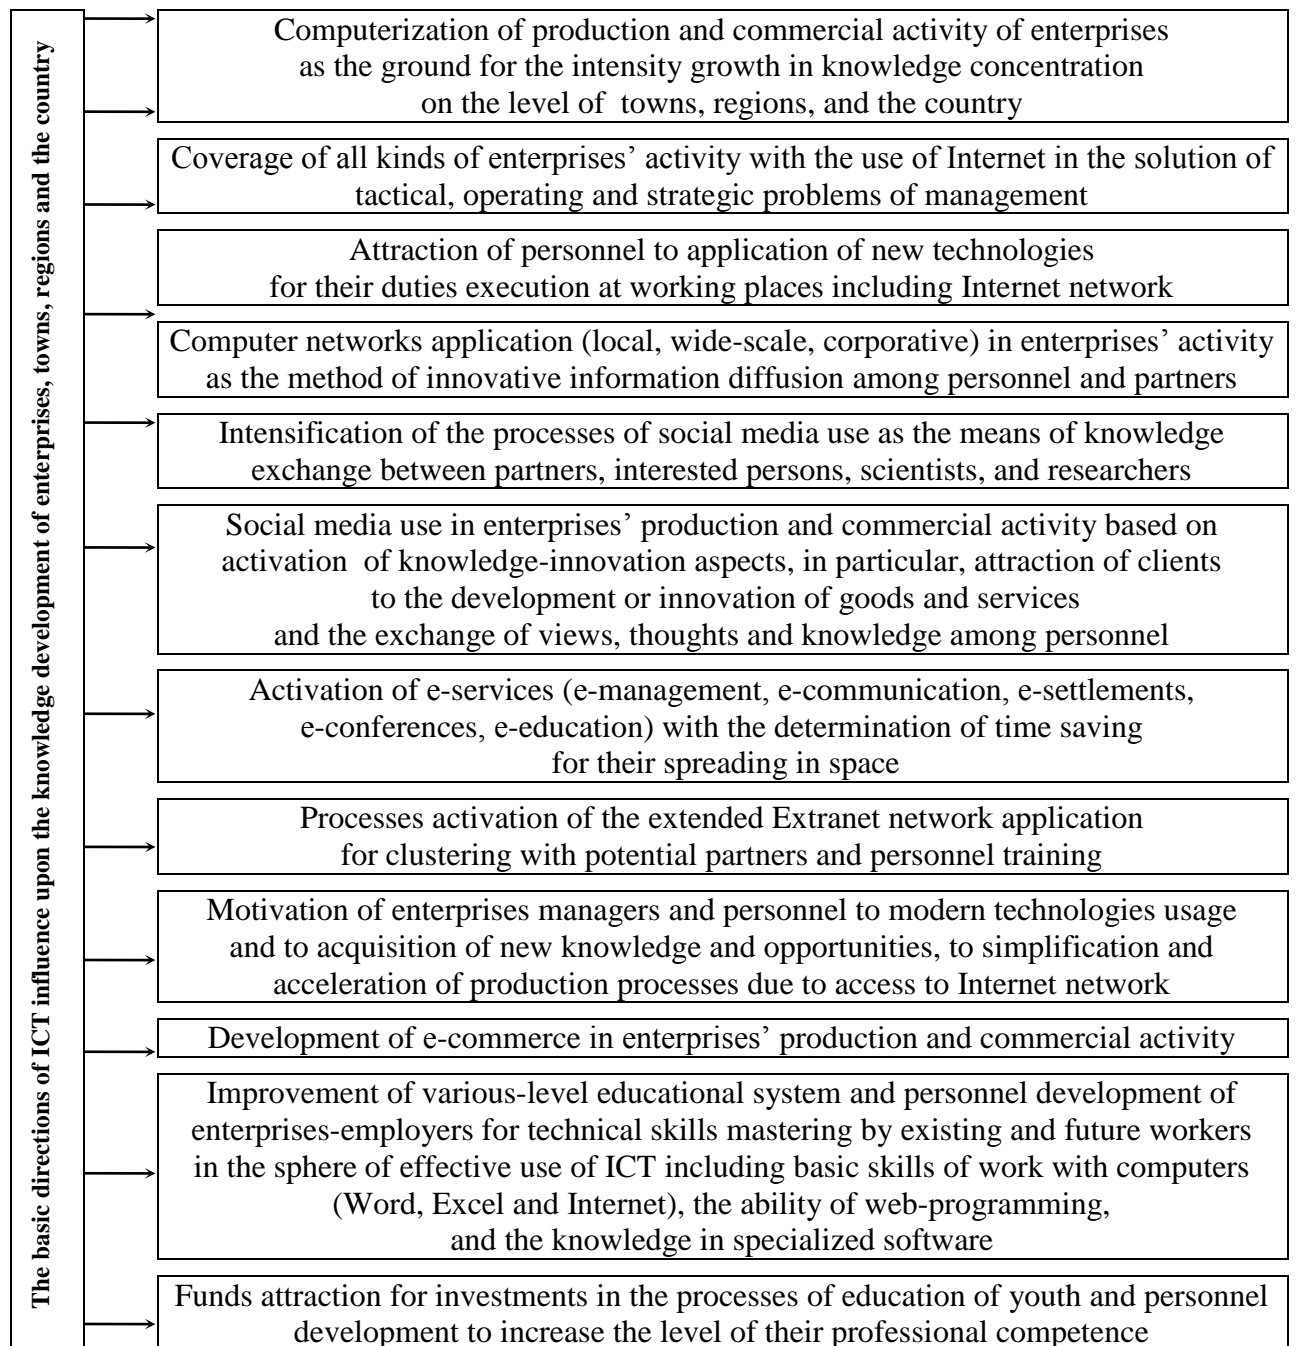 The basic directions of ICT influence upon the knowledge development of enterprises, towns, regions and the country
Computerization of production and commercial activity of enterprises
as the ground for the intensity growth in knowledge concentration
on the level of towns, regions, and the country
Coverage of all kinds of enterprises’ activity with the use of Internet in the solution of
tactical, operating and strategic problems of management
Attraction of personnel to application of new technologies
for their duties execution at working places including Internet network
Computer networks application (local, wide-scale, corporative) in enterprises’ activity
as the method of innovative information diffusion among personnel and partners
Intensification of the processes of social media use as the means of knowledge
exchange between partners, interested persons, scientists, and researchers
Social media use in enterprises’ production and commercial activity based on
activation of knowledge-innovation aspects, in particular, attraction of clients
to the development or innovation of goods and services
and the exchange of views, thoughts and knowledge among personnel
Activation of e-services (e-management, e-communication, e-settlements,
e-conferences, e-education) with the determination of time saving
for their spreading in space
Processes activation of the extended Extranet network application
for clustering with potential partners and personnel training
Motivation of enterprises managers and personnel to modern technologies usage
and to acquisition of new knowledge and opportunities, to simplification and
acceleration of production processes due to access to Internet network
Development of e-commerce in enterprises’ production and commercial activity
Improvement of various-level educational system and personnel development of
enterprises-employers for technical skills mastering by existing and future workers
in the sphere of effective use of ICT including basic skills of work with computers
(Word, Excel and Internet), the ability of web-programming,
and the knowledge in specialized software
Funds attraction for investments in the processes of education of youth and personnel
development to increase the level of their professional competence